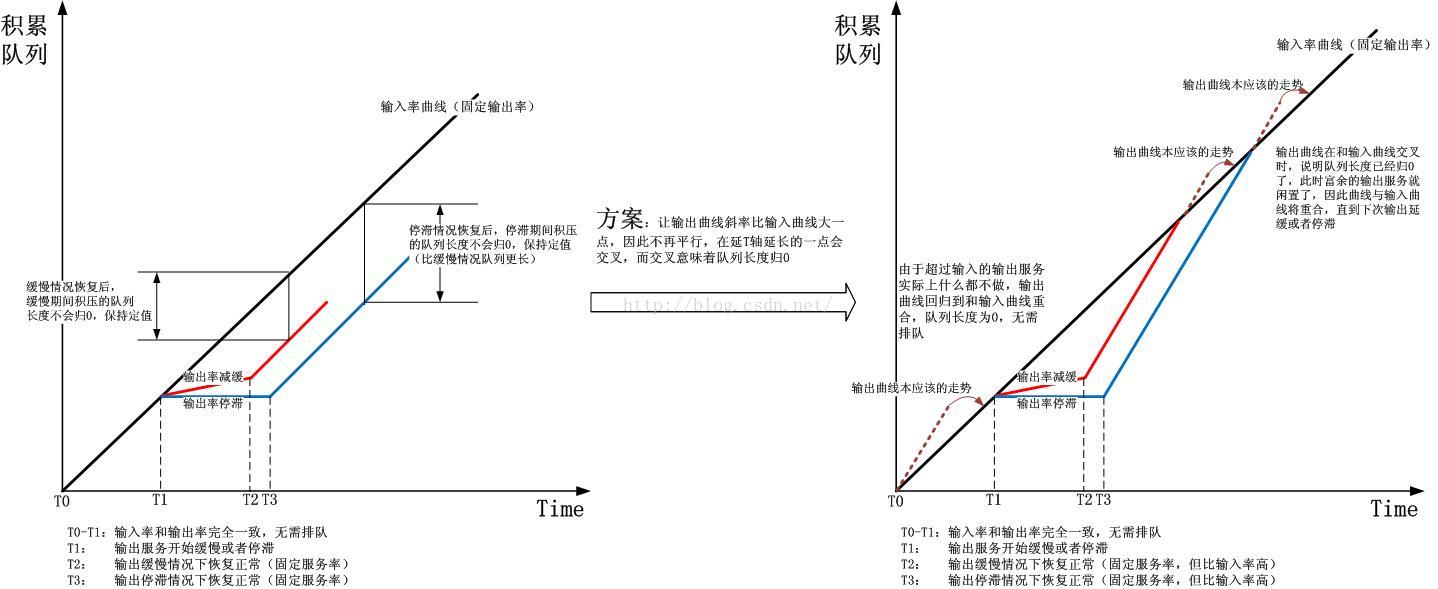 积累
队列
输入率曲线（固定输出率）
停滞情况恢复后，停滞期间积压
的队列长度不会归0，保持定值
（比缓慢情况队列更长）
缓慢情况恢复后，
缓慢期间积压的队列
长度不会归0，保持定值
输出率减缓
输出率停滞
T0
T1
T2
T3
Time
T0-T1：输入率和输出率完全一致，无需排队
T1： 输出服务开始缓慢或者停滞
T2： 输出缓慢情况下恢复正常（固定服务率）
T3： 输出停滞情况下恢复正常（固定服务率）
方案：让输出曲线斜率比输入曲线大一
点，因此不再平行，在延T轴延长的一点会
交叉，而交叉意味着队列长度归0
http://blog.csdn.net/
积累
队列
输入率曲线（固定输出率）
输出曲线本应该的走势
输出曲线本应该的走势
输出曲线在和输入曲线交叉
时，说明队列长度已经归0
了，此时富余的输出服务就
闲置了，因此曲线与输入曲
线将重合，直到下次输出延
缓或者停滞
由于超过输入的输出服务
实际上什么都不做，输出
曲线回归到和输入曲线重
合，队列长度为0，无需
排队
输出率减缓
输出曲线本应该的走势
输出率停滞
T0
T1
T2
T3
Time
T0-T1：输入率和输出率完全一致，无需排队
T1： 输出服务开始缓慢或者停滞
T2： 输出缓慢情况下恢复正常（固定服务率，但比输入率高）
T3： 输出停滞情况下恢复正常（固定服务率，但比输入率高）